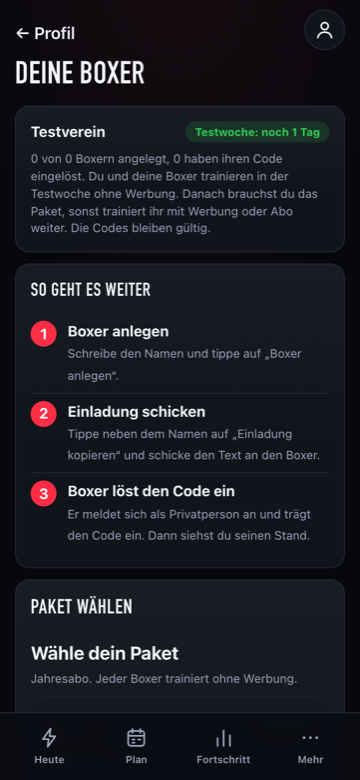 ← Profil
DEINE BOXER
Testverein
Testwoche: noch 1 Tag
0 von 0 Boxern angelegt, 0 haben ihren Code
eingelöst. Du und deine Boxer trainieren in der
Testwoche ohne Werbung. Danach brauchst du das
Paket, sonst trainiert ihr mit Werbung oder Abo
weiter. Die Codes bleiben gültig.
SO GEHT ES WEITER
1 Boxer anlegen
Schreibe den Namen und tippe auf „Boxer
anlegen“.
2 Einladung schicken
Tippe neben dem Namen auf „Einladung
kopieren“ und schicke den Text an den Boxer.
3 Boxer löst den Code ein
Er meldet sich als Privatperson an und trägt
den Code ein. Dann siehst du seinen Stand.
PAKET WÄHLEN
Wähle dein Paket
Jahresabo. Jeder Boxer trainiert ohne Werbung.
Heute Plan Fortschritt Mehr